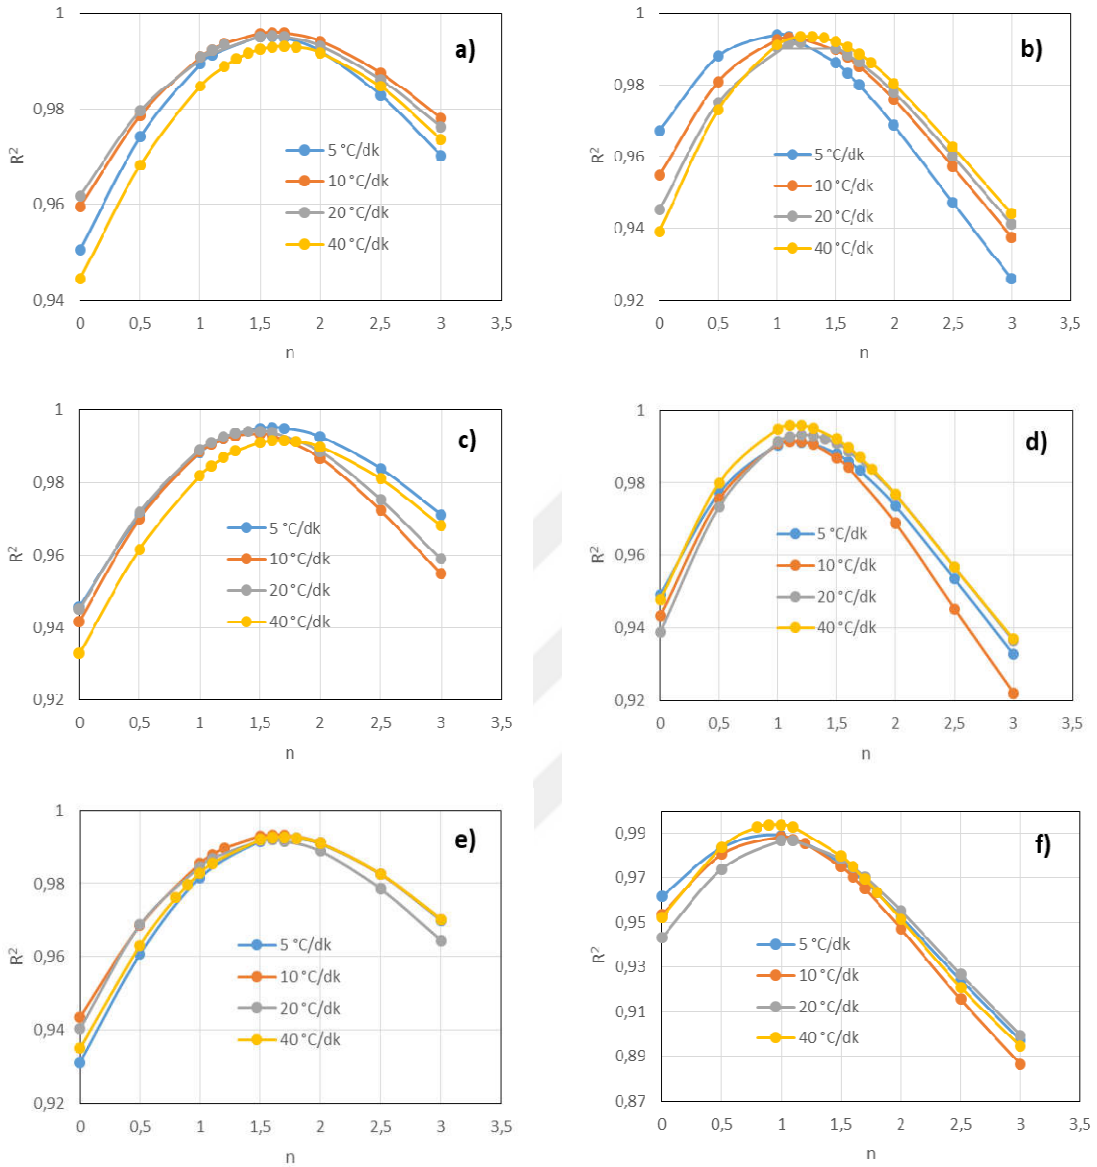 a)
R²
1
0,98
0,96
0,94
0 0,5 1 1,5 2 2,5 3 3,5
n
5 °C/dk
10 °C/dk
20 °C/dk
40 °C/dk
b)
R²
1
0,98
0,96
0,94
0,92
0 0,5 1 1,5 2 2,5 3 3,5
n
5 °C/dk
10 °C/dk
20 °C/dk
40 °C/dk
c)
R²
1
0,98
0,96
0,94
0,92
0 0,5 1 1,5 2 2,5 3 3,5
n
5 °C/dk
10 °C/dk
20 °C/dk
40 °C/dk
d)
R²
1
0,98
0,96
0,94
0,92
0 0,5 1 1,5 2 2,5 3 3,5
n
5 °C/dk
10 °C/dk
20 °C/dk
40 °C/dk
e)
R²
1
0,98
0,96
0,94
0,92
0 0,5 1 1,5 2 2,5 3 3,5
n
5 °C/dk
10 °C/dk
20 °C/dk
40 °C/dk
f)
R²
0,99
0,97
0,95
0,93
0,91
0,89
0,87
0 0,5 1 1,5 2 2,5 3 3,5
n
5 °C/dk
10 °C/dk
20 °C/dk
40 °C/dk